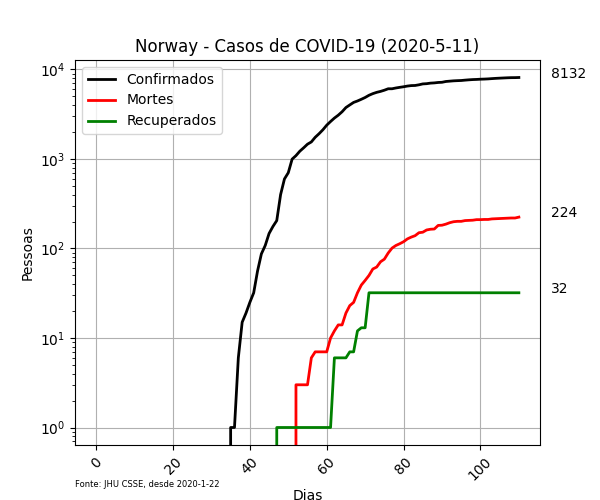 Norway - Casos de COVID-19 (2020-5-11)
Confirmados
Mortes
Recuperados
8132
224
32
Pessoas
10⁴
10³
10²
10¹
10⁰
0 20 40 60 80 100
Fonte: JHU CSSE, desde 2020-1-22
Dias